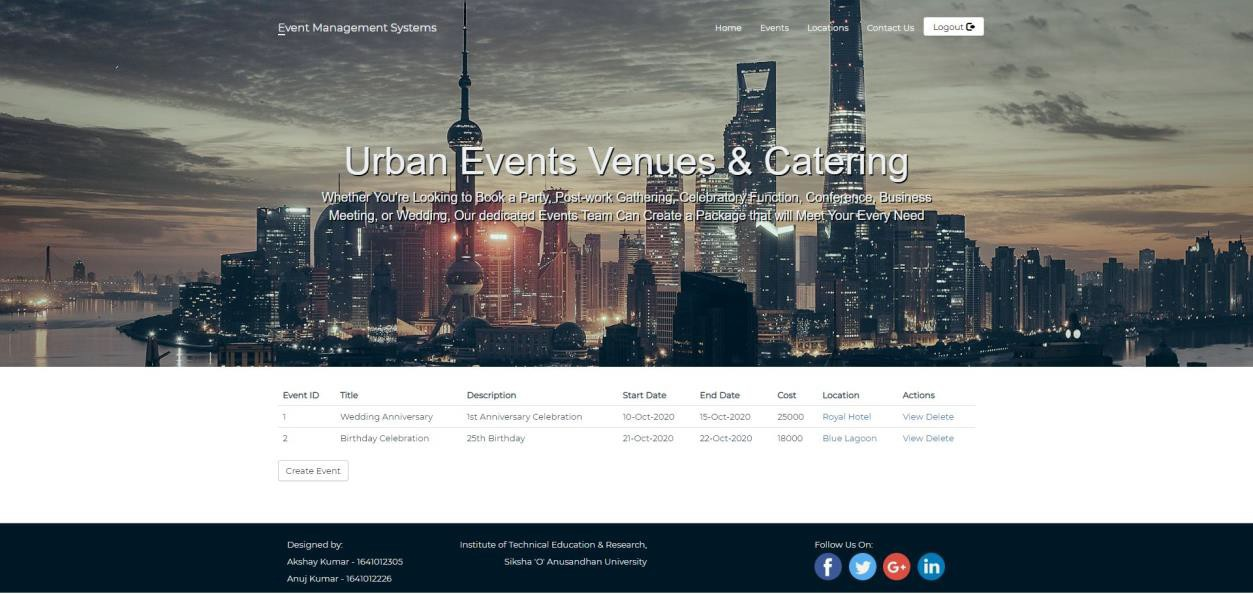 Event Management Systems Home Events Locations Contact Us Logout
Urban Events Venues & Catering
Whether You're Looking to Book a Party, Post-work Gathering, Celebratory Function, Conference, Business
Meeting, or Wedding, Our dedicated Events Team Can Create a Package that will Meet Your Every Need
Event ID Title Description Start Date End Date Cost Location Actions
1 Wedding Anniversary 1st Anniversary Celebration 10-Oct-2020 15-Oct-2020 25000 Royal Hotel View Delete
2 Birthday Celebration 25th Birthday 21-Oct-2020 22-Oct-2020 18000 Blue Lagoon View Delete
Create Event
Designed by:
Akshay Kumar - 1641012305
Anuj Kumar - 1641012226
Institute of Technical Education & Research,
Siksha 'O' Anusandhan University
Follow Us On:
f G+ in